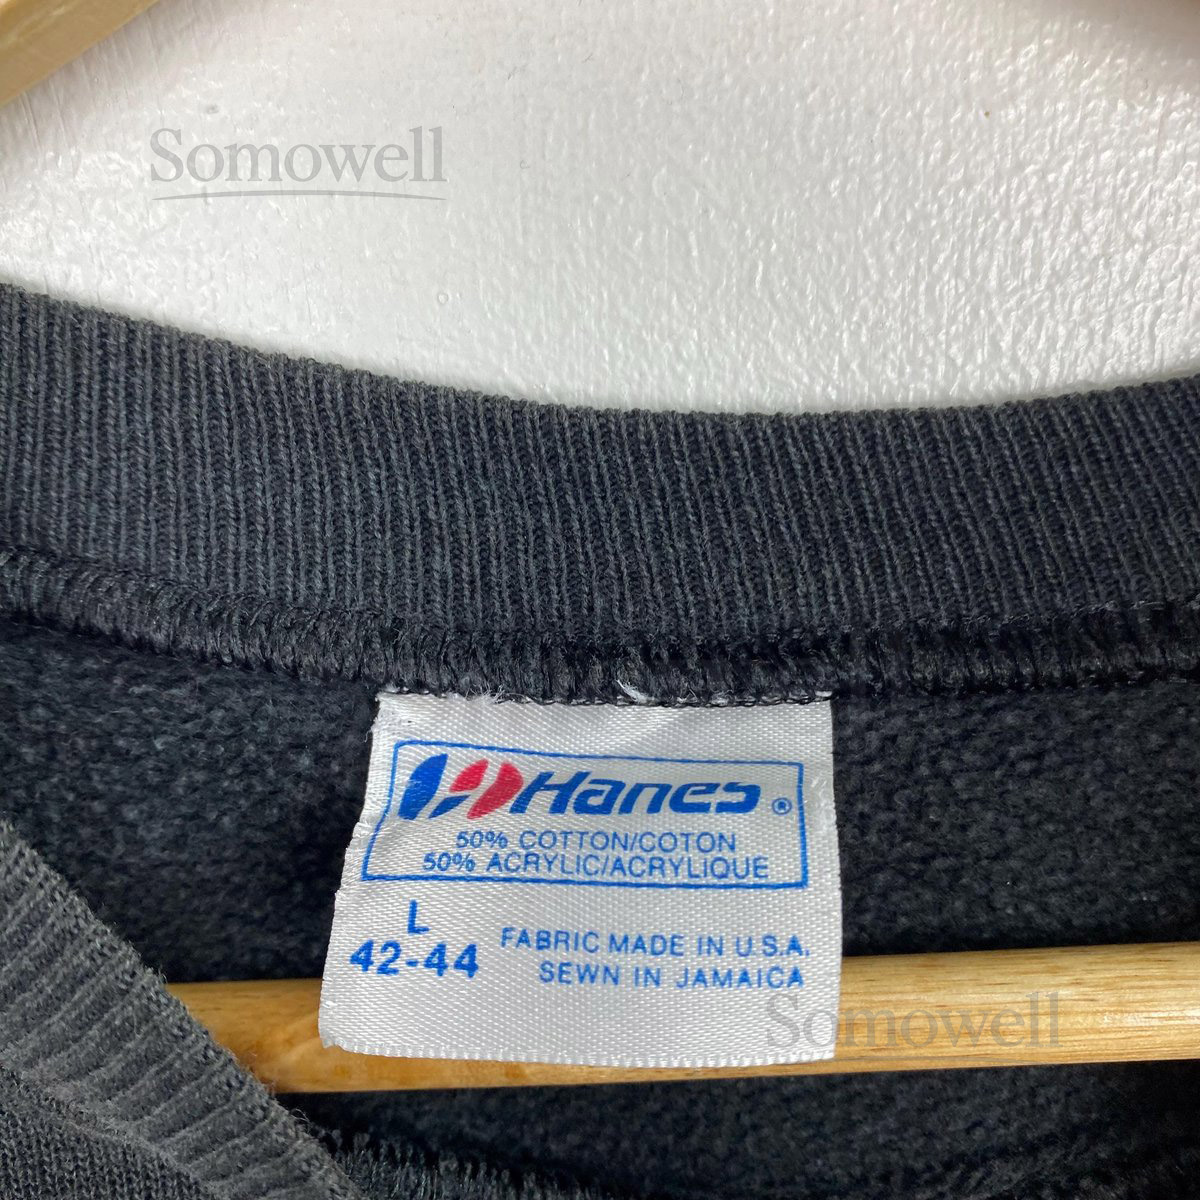 Somowell
Hanes®
50% COTTON/COTON
50% ACRYLIC/ACRYLIQUE
L
42-44
FABRIC MADE IN U.S.A.
SEWN IN JAMAICA
Somowell